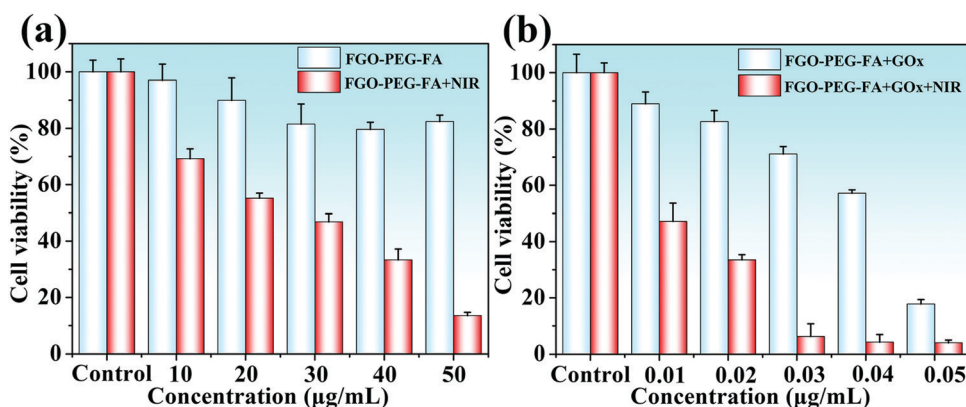 (a)
FGO-PEG-FA
FGO-PEG-FA+NIR
Cell viability (%)
100
80
60
40
20
0
Control 10 20 30 40 50
Concentration (μg/mL)
(b)
FGO-PEG-FA+GOx
FGO-PEG-FA+GOx+NIR
Cell viability (%)
100
80
60
40
20
0
Control 0.01 0.02 0.03 0.04 0.05
Concentration (μg/mL)